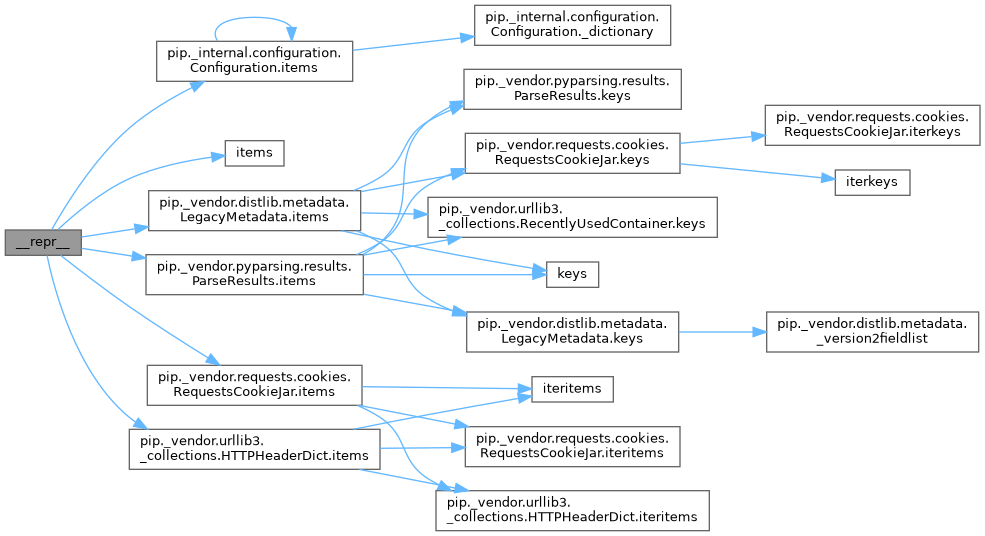 __repr__
pip._internal.configuration.
Configuration.items
items
pip._vendor.distlib.metadata.
LegacyMetadata.items
pip._vendor.pyparsing.results.
ParseResults.items
pip._vendor.requests.cookies.
RequestsCookieJar.items
pip._vendor.urllib3.
_collections.HTTPHeaderDict.items
pip._internal.configuration.
Configuration._dictionary
pip._vendor.pyparsing.results.
ParseResults.keys
pip._vendor.requests.cookies.
RequestsCookieJar.keys
pip._vendor.urllib3.
_collections.RecentlyUsedContainer.keys
keys
pip._vendor.distlib.metadata.
LegacyMetadata.keys
iteritems
pip._vendor.requests.cookies.
RequestsCookieJar.iteritems
pip._vendor.urllib3.
_collections.HTTPHeaderDict.iteritems
pip._vendor.requests.cookies.
RequestsCookieJar.iterkeys
iterkeys
pip._vendor.distlib.metadata.
_version2fieldlist